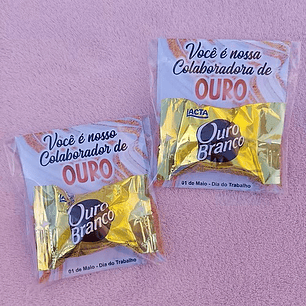 Você é nossa
Colaboradora de
OURO
LACTA
Ouro
Branco
01 de Maio - Dia do Trabalho
Você é nosso
Colaborador de
OURO
Ouro
Branco
01 de Maio - Dia do Trabalho